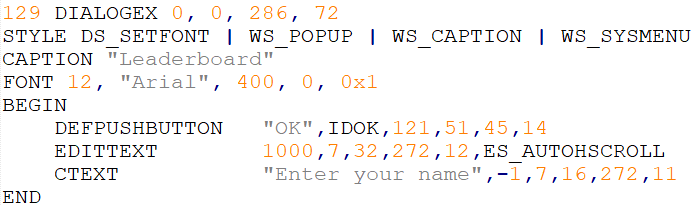 129 DIALOGEX 0, 0, 286, 72
STYLE DS_SETFONT | WS_POPUP | WS_CAPTION | WS_SYSMENU
CAPTION "Leaderboard"
FONT 12, "Arial", 400, 0, 0x1
BEGIN
    DEFPUSHBUTTON   "OK",IDOK,121,51,45,14
    EDITTEXT        1000,7,32,272,12,ES_AUTOHSCROLL
    CTEXT           "Enter your name",-1,7,16,272,11
END